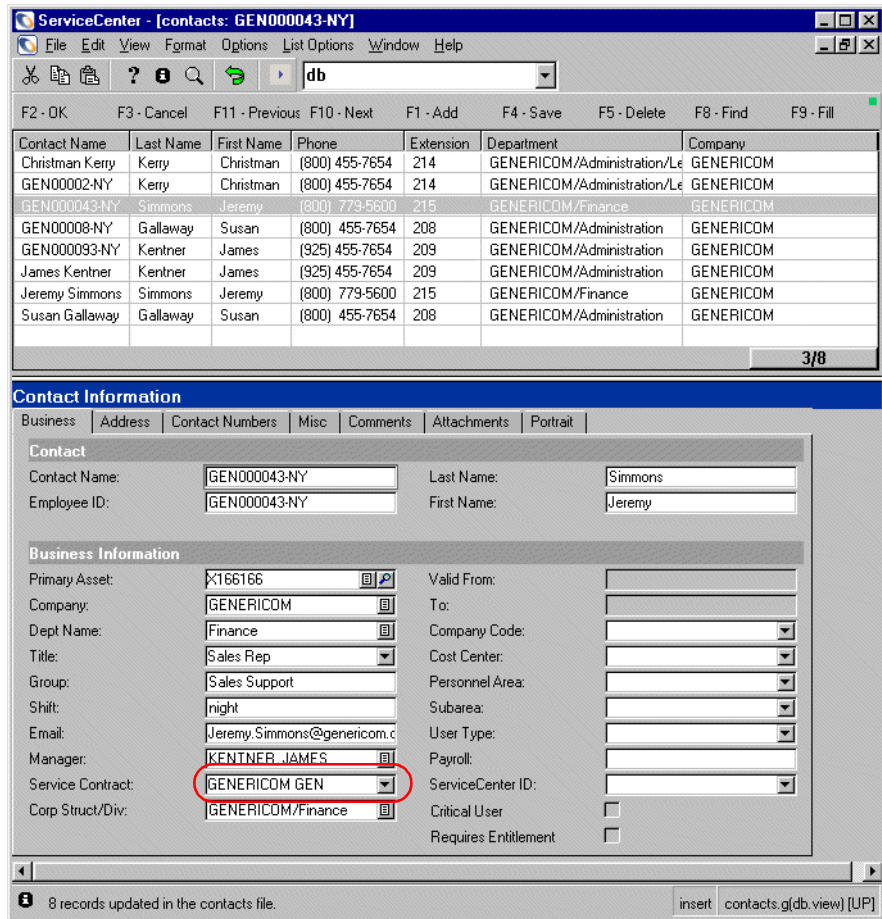 ServiceCenter - [contacts: GEN000043-NY]
File Edit View Format Options List Options Window Help
db
F2 - OK F3 - Cancel F11 - Previous F10 - Next F1 - Add F4 - Save F5 - Delete F8 - Find F9 - Fill
Contact Name Last Name First Name Phone Extension Department Company
Christman Kerry Kerry Christman (800) 455-7654 214 GENERICOM/Administration/Le GENERICOM
GEN00002-NY Kerry Christman (800) 455-7654 214 GENERICOM/Administration/Le GENERICOM
GEN000043-NY Simmons Jeremy (800) 779-5600 215 GENERICOM/Finance GENERICOM
GEN00008-NY Gallaway Susan (800) 455-7654 208 GENERICOM/Administration GENERICOM
GEN000093-NY Kentner James (925) 455-7654 209 GENERICOM/Administration GENERICOM
James Kentner Kentner James (925) 455-7654 209 GENERICOM/Administration GENERICOM
Jeremy Simmons Simmons Jeremy (800) 779-5600 215 GENERICOM/Finance GENERICOM
Susan Gallaway Gallaway Susan (800) 455-7654 208 GENERICOM/Administration GENERICOM
3/8
Contact Information
Business Address Contact Numbers Misc Comments Attachments Portrait
Contact
Contact Name: GEN000043-NY Last Name: Simmons
Employee ID: GEN000043-NY First Name: Jeremy
Business Information
Primary Asset: X166166 Valid From:
Company: GENERICOM To:
Dept Name: Finance Company Code:
Title: Sales Rep Cost Center:
Group: Sales Support Personnel Area:
Shift: night Subarea:
Email: Jeremy.Simmons@genericom.c User Type:
Manager: KENTNER, JAMES Payroll:
Service Contract: GENERICOM GEN ServiceCenter ID:
Corp Struct/Div: GENERICOM/Finance Critical User
Requires Entitlement
8 records updated in the contacts file. insert contacts.g(db.view) [UP]